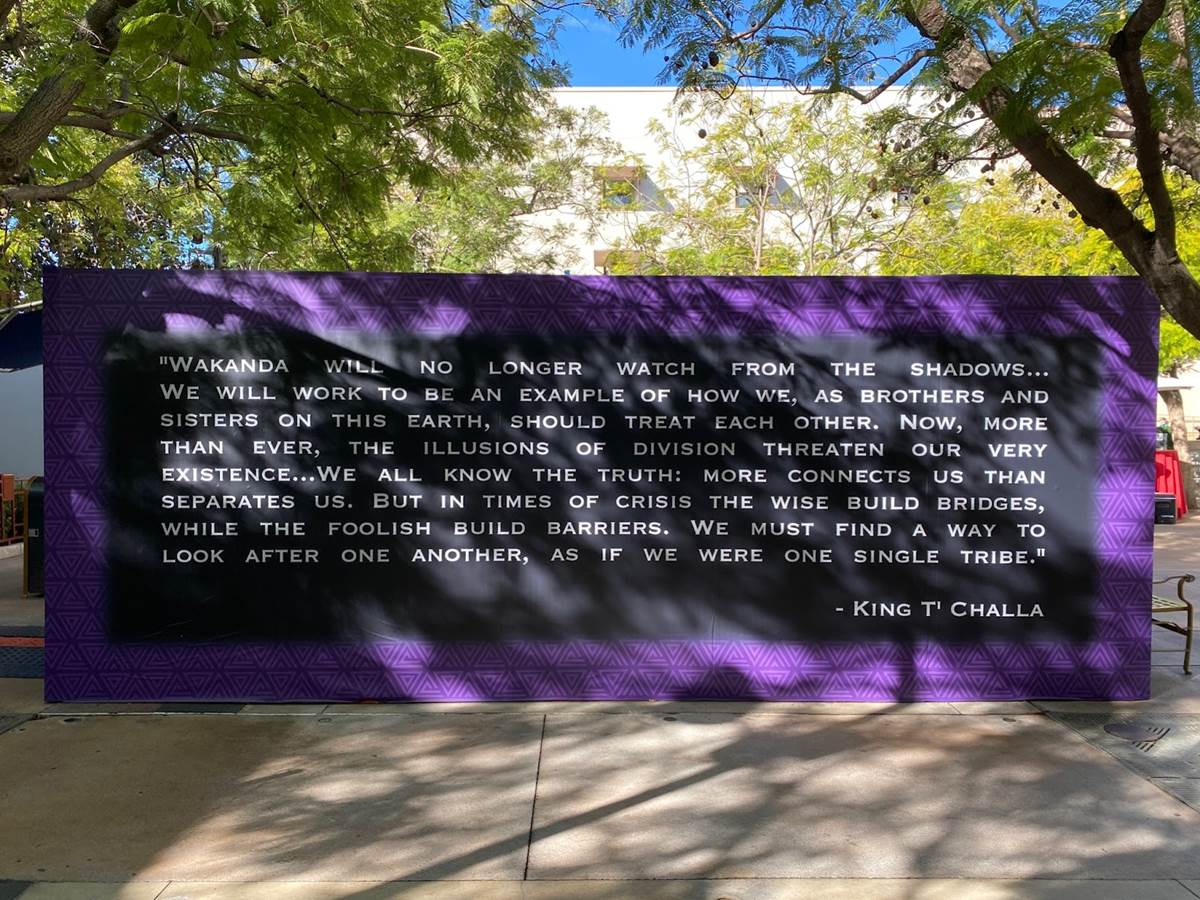 "Wakanda will no longer watch from the shadows...
We will work to be an example of how we, as brothers and
sisters on this earth, should treat each other. Now, more
than ever, the illusions of division threaten our very
existence...We all know the truth: more connects us than
separates us. But in times of crisis the wise build bridges,
while the foolish build barriers. We must find a way to
look after one another, as if we were one single tribe."
- King T' Challa